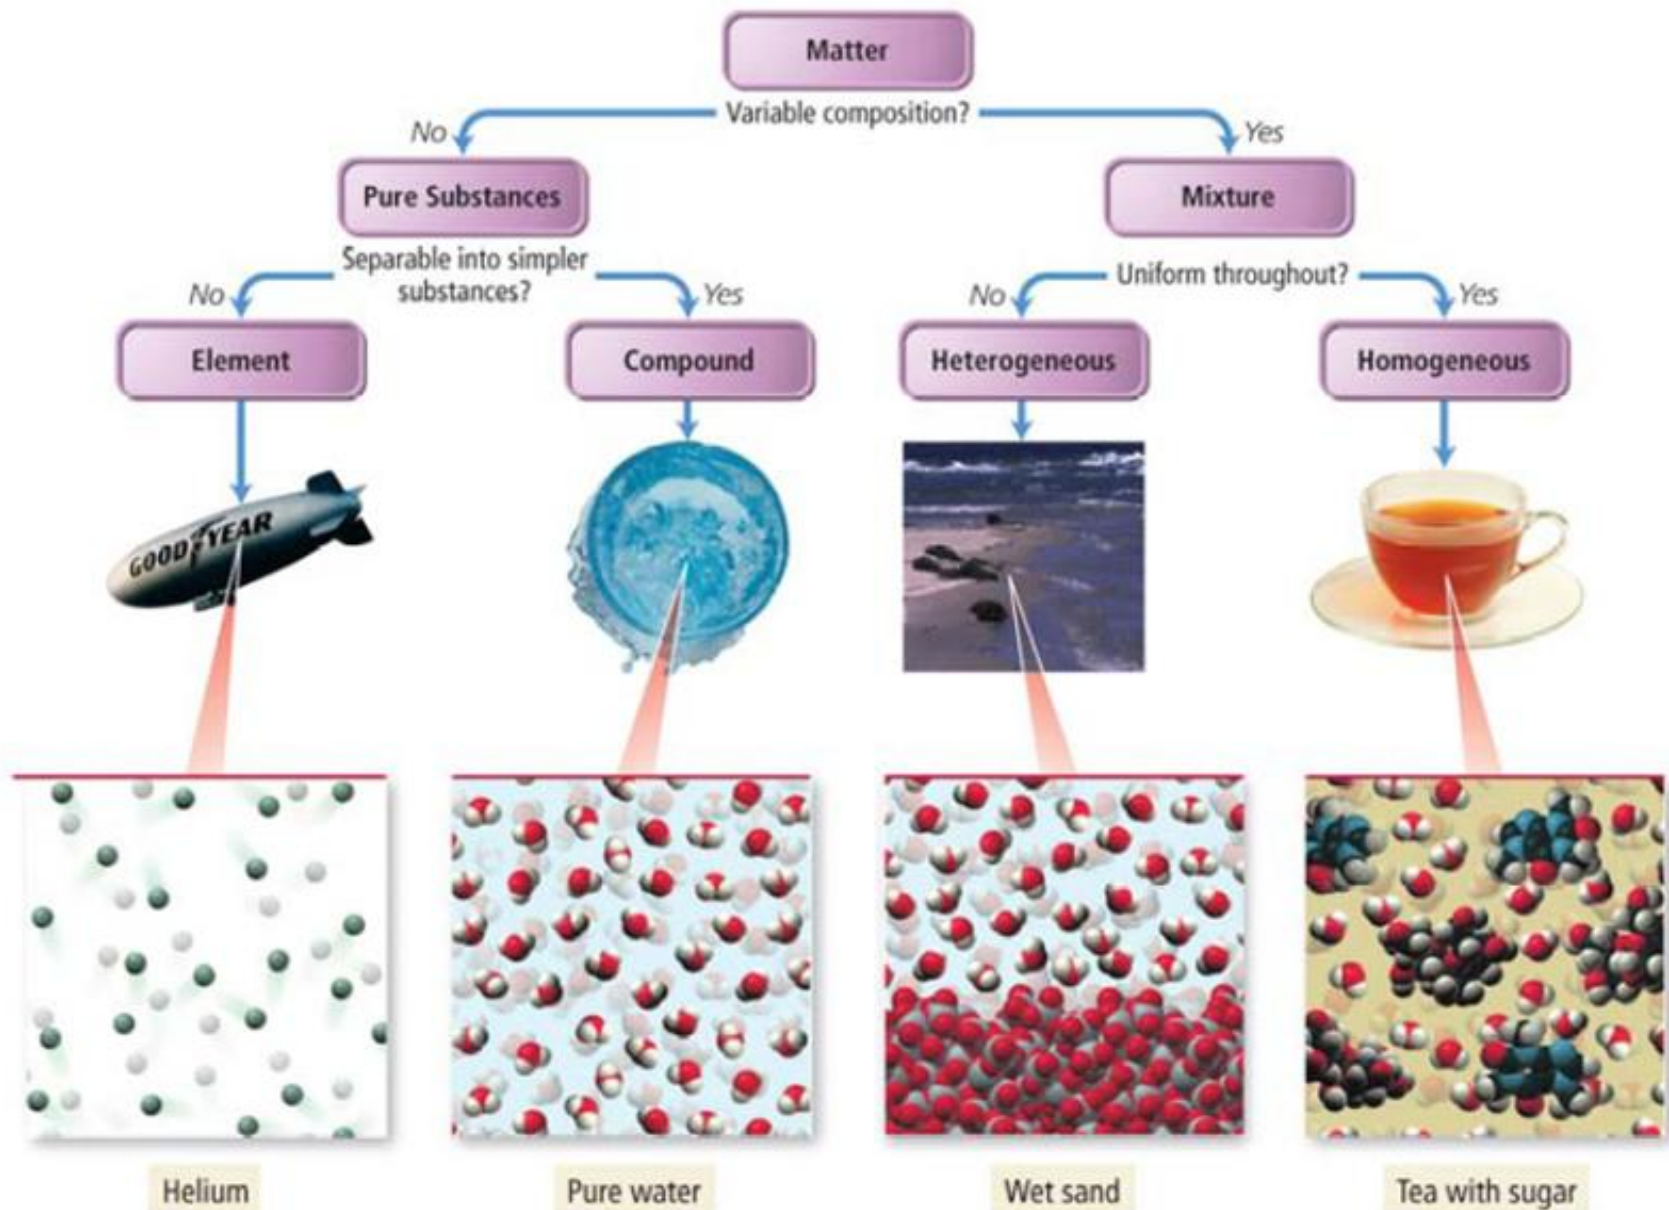 Matter
Variable composition?
No
Yes
Pure Substances
Mixture
Separable into simpler
substances?
Uniform throughout?
No
Yes
No
Yes
Element
Compound
Heterogeneous
Homogeneous
GOODYEAR
Helium
Pure water
Wet sand
Tea with sugar